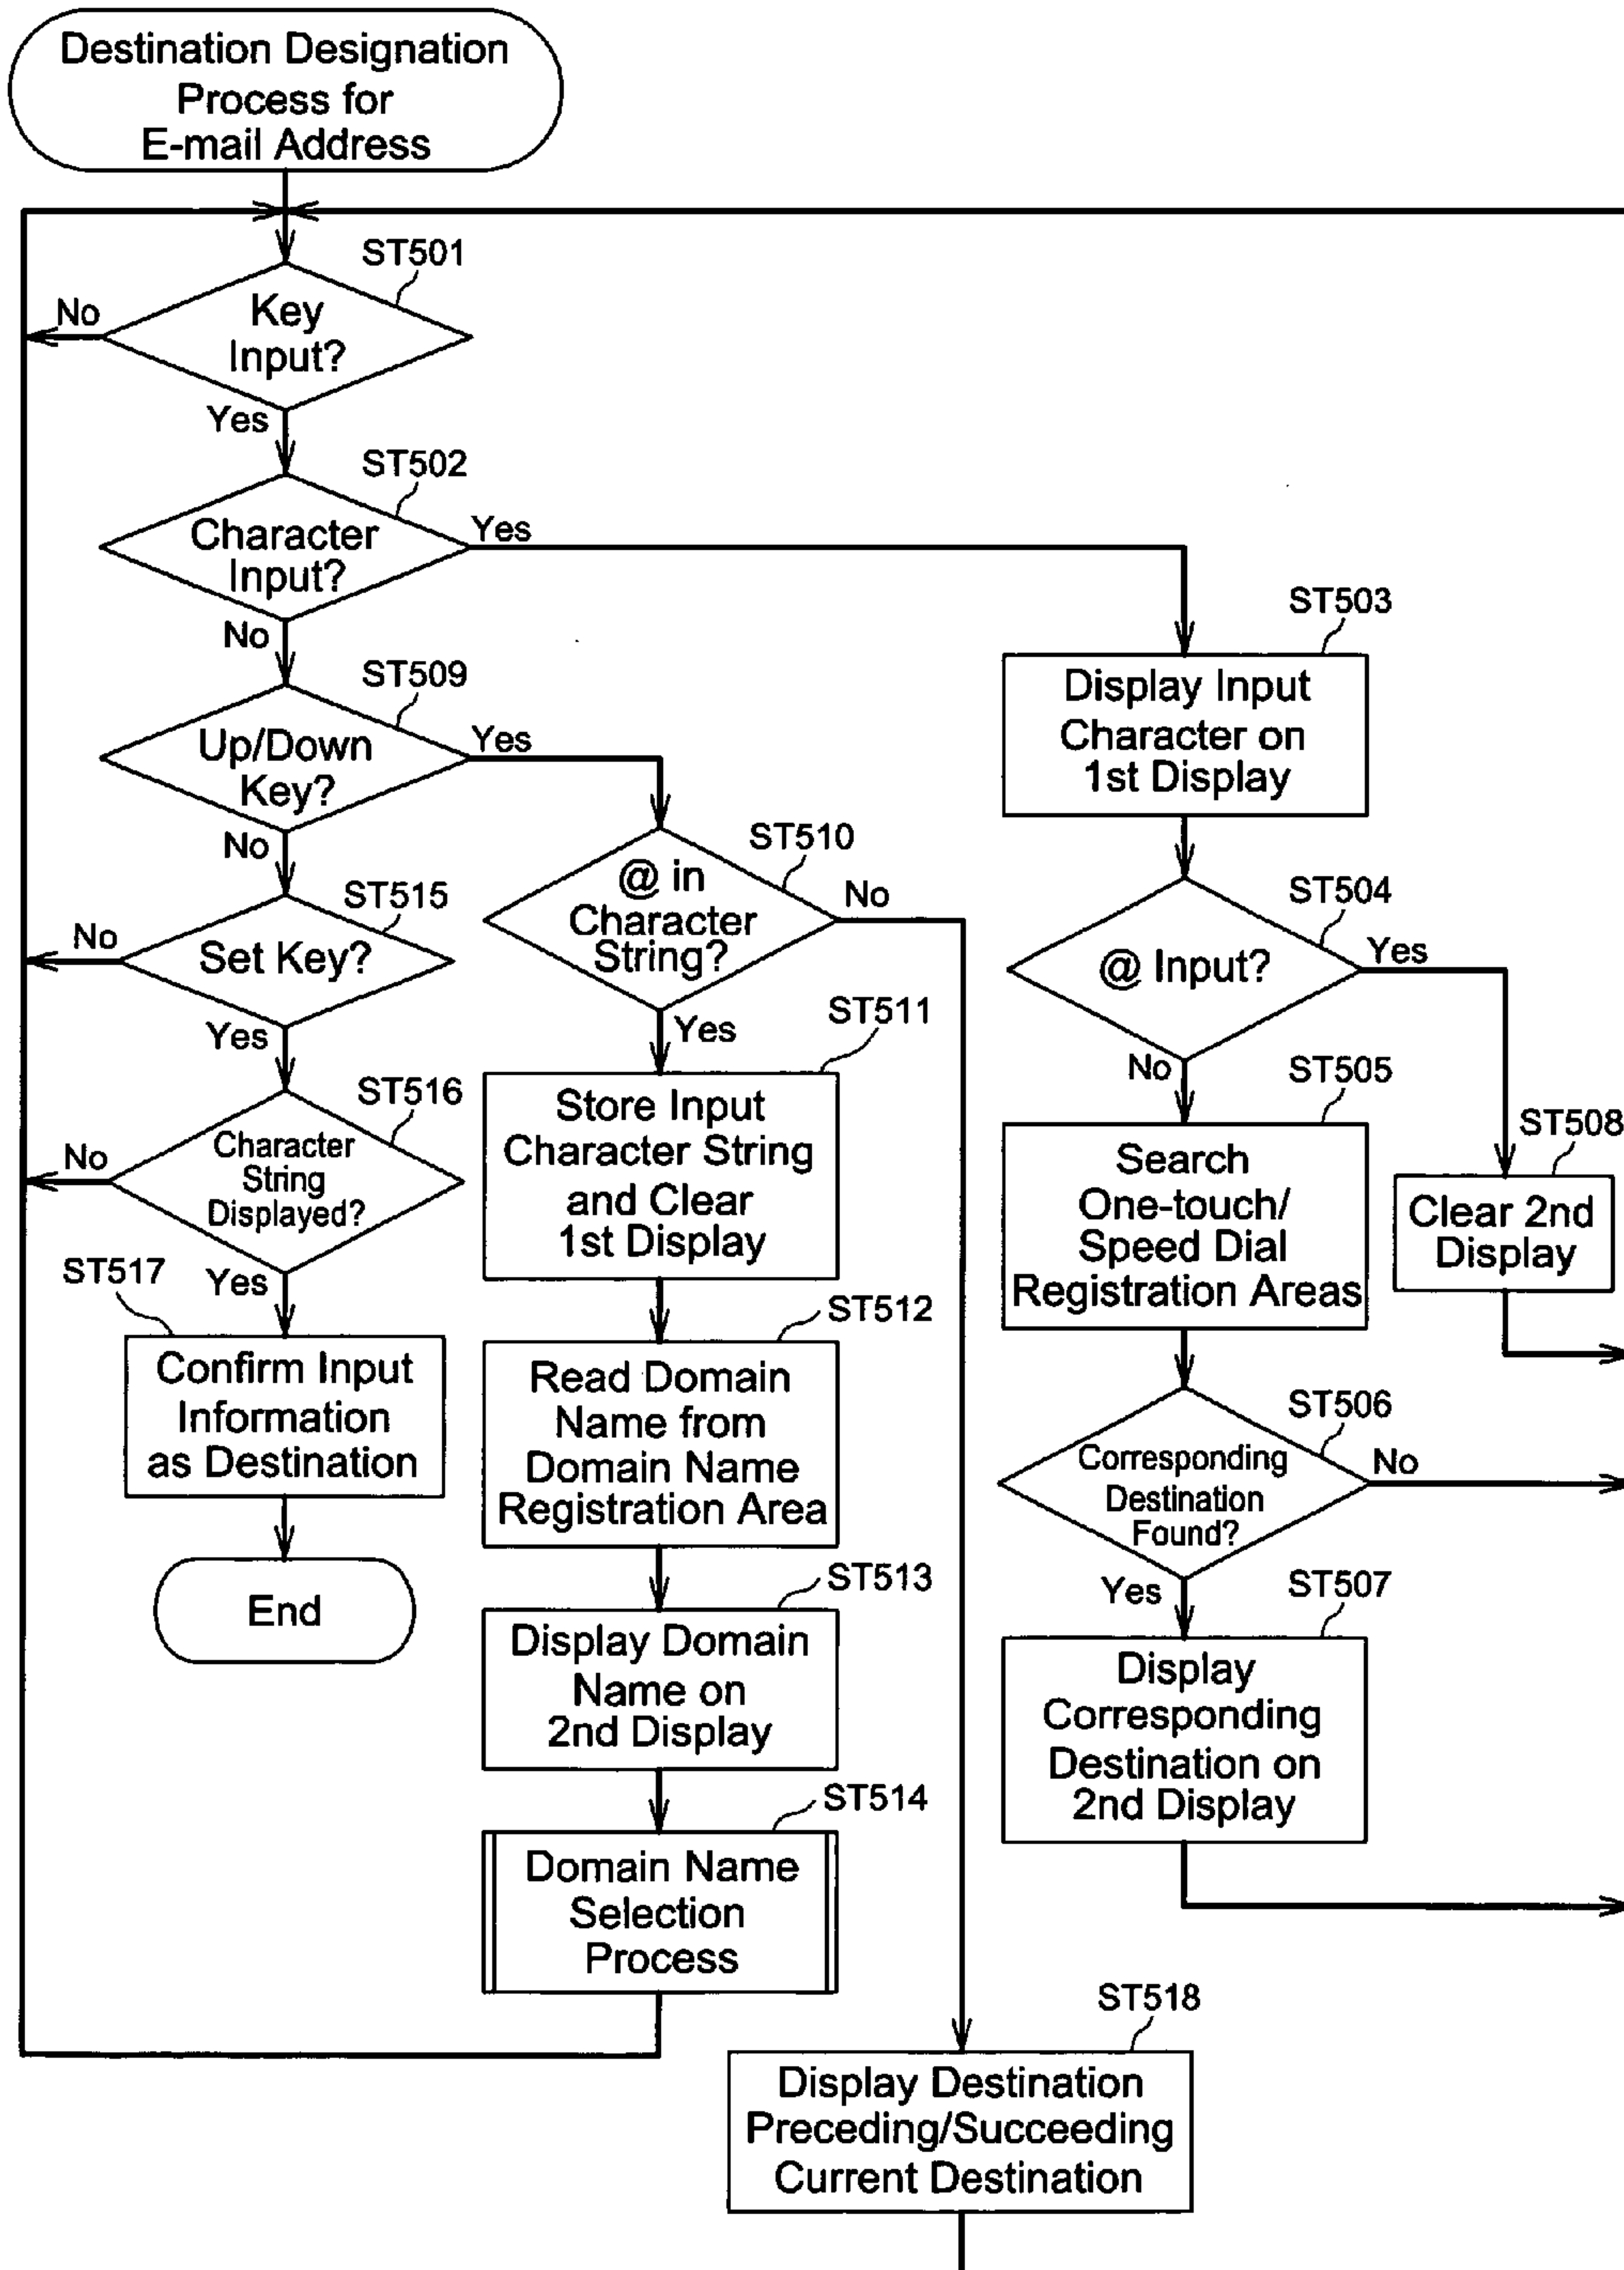 Destination Designation
Process for
E-mail Address
ST501
Key
Input?
No
Yes
ST502
Character
Input?
Yes
No
ST503
Display Input
Character on
1st Display
ST509
Up/Down
Key?
Yes
No
ST510
@ in
Character
String?
No
Yes
ST504
@ Input?
Yes
No
ST515
Set Key?
No
Yes
ST511
Store Input
Character String
and Clear
1st Display
ST505
Search
One-touch/
Speed Dial
Registration Areas
ST508
Clear 2nd
Display
ST516
Character
String
Displayed?
No
Yes
ST517
Confirm Input
Information
as Destination
End
ST512
Read Domain
Name from
Domain Name
Registration Area
ST506
Corresponding
Destination
Found?
No
Yes
ST513
Display Domain
Name on
2nd Display
ST507
Display
Corresponding
Destination on
2nd Display
ST514
Domain Name
Selection
Process
ST518
Display Destination
Preceding/Succeeding
Current Destination